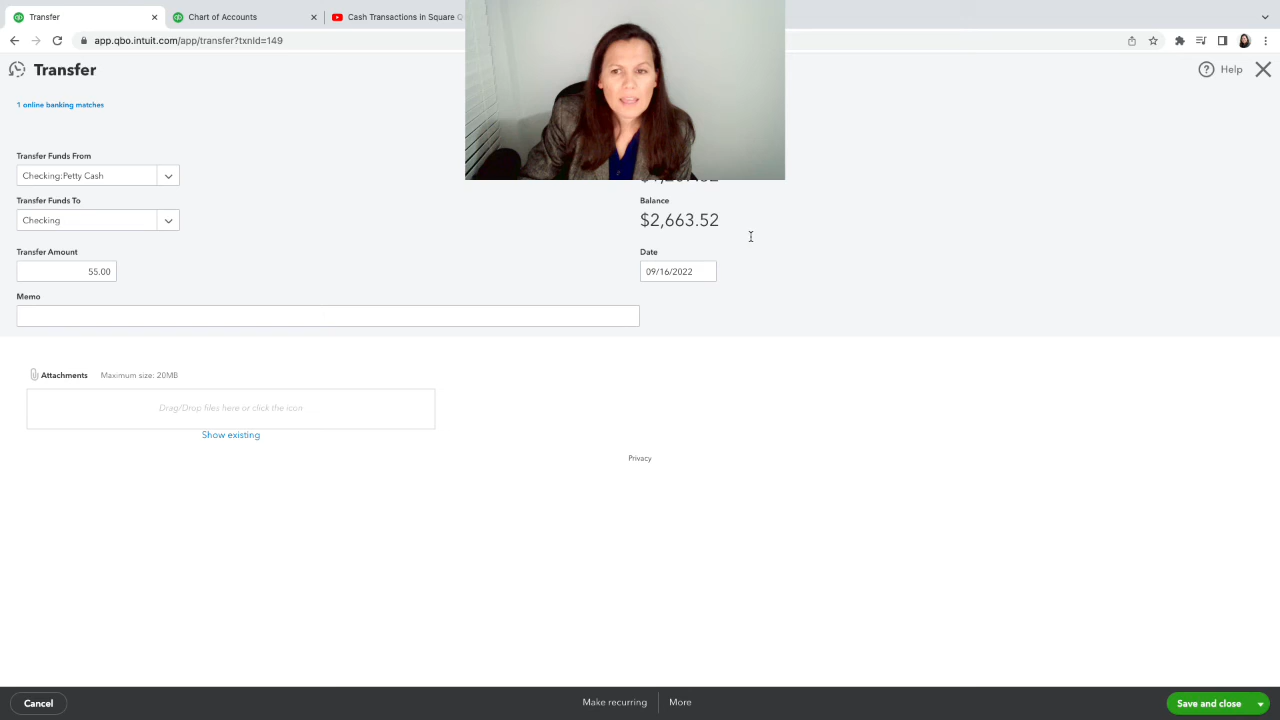 Transfer
Chart of Accounts
Cash Transactions in Square Q
app.qbo.intuit.com/app/transfer?txnId=149
Transfer
Help
1 online banking matches
Transfer Funds From
Checking:Petty Cash
Transfer Funds To
Balance
Checking
$2,663.52
Transfer Amount
Date
55.00
09/16/2022
Memo
Attachments Maximum size: 20MB
Drag/Drop files here or click the icon
Show existing
Privacy
Cancel
Make recurring
More
Save and close